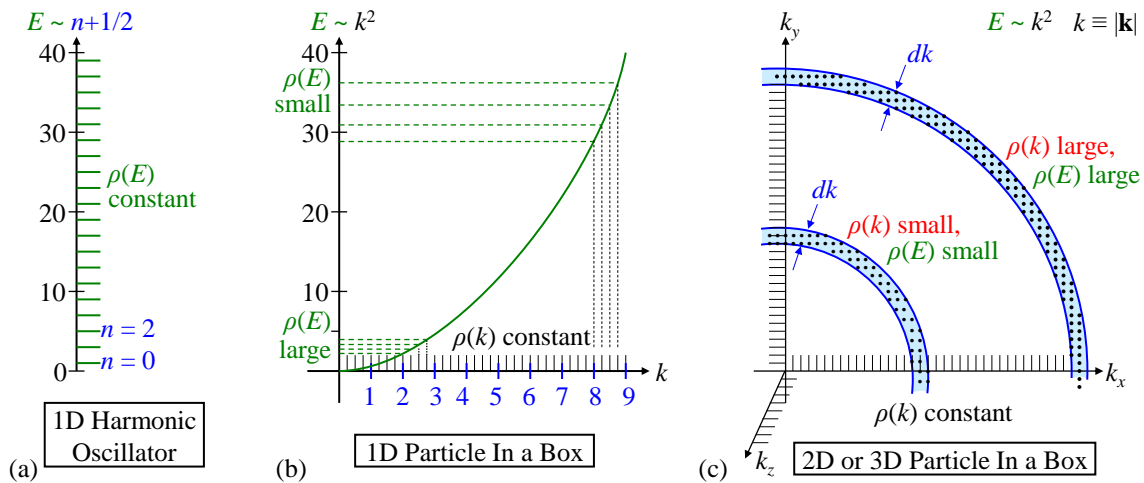 E ~ n+1/2
40
30
20
10
0
ρ(E)
constant
n = 2
n = 0
1D Harmonic
Oscillator
(a)
E ~ k²
40
30
20
10
0
ρ(E)
small
ρ(E)
large
ρ(k) constant
k
1 2 3 4 5 6 7 8 9
1D Particle In a Box
(b)
E ~ k² k ≡ |k|
k_y
dk
ρ(k) large,
ρ(E) large
dk
ρ(k) small,
ρ(E) small
k_x
ρ(k) constant
k_z
2D or 3D Particle In a Box
(c)